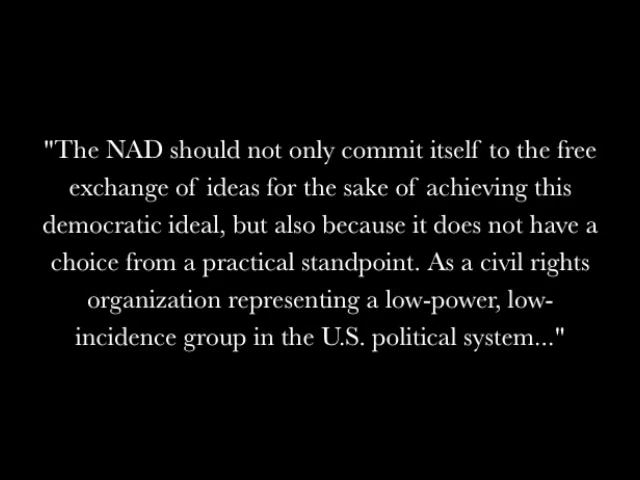 "The NAD should not only commit itself to the free
exchange of ideas for the sake of achieving this
democratic ideal, but also because it does not have a
choice from a practical standpoint. As a civil rights
organization representing a low-power, low-
incidence group in the U.S. political system..."